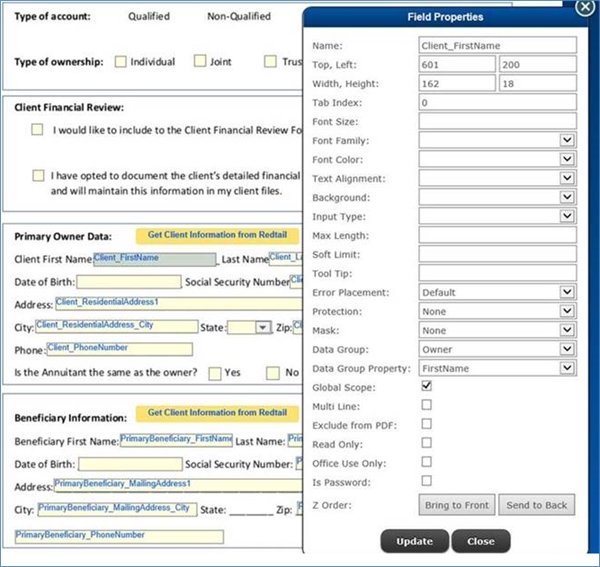 Type of account: Qualified Non-Qualified
Type of ownership: Individual Joint Trus
Client Financial Review:
I would like to include to the Client Financial Review Fo
I have opted to document the client's detailed financial
and will maintain this information in my client files.
Primary Owner Data: Get Client Information from Redtail
Client First Name Client_FirstName Last Name Client_La
Date of Birth: Social Security Number Clie
Address: Client_ResidentialAddress1
City: Client_ResidentialAddress_City State: Zip: Cl
Phone: Client_PhoneNumber
Is the Annuitant the same as the owner? Yes No
Beneficiary Information: Get Client Information from Redtail
Beneficiary First Name: PrimaryBeneficiary_FirstName Last Name: Prim
Date of Birth: Social Security Number: P
Address: PrimaryBeneficiary_MailingAddress1
City: PrimaryBeneficiary_MailingAddress_City State: Zip: Prim
PrimaryBeneficiary_PhoneNumber
Field Properties
Name: Client_FirstName
Top, Left: 601 200
Width, Height: 162 18
Tab Index: 0
Font Size:
Font Family:
Font Color:
Text Alignment:
Background:
Input Type:
Max Length:
Soft Limit:
Tool Tip:
Error Placement: Default
Protection: None
Mask: None
Data Group: Owner
Data Group Property: FirstName
Global Scope:
Multi Line:
Exclude from PDF:
Read Only:
Office Use Only:
Is Password:
Z Order: Bring to Front Send to Back
Update Close